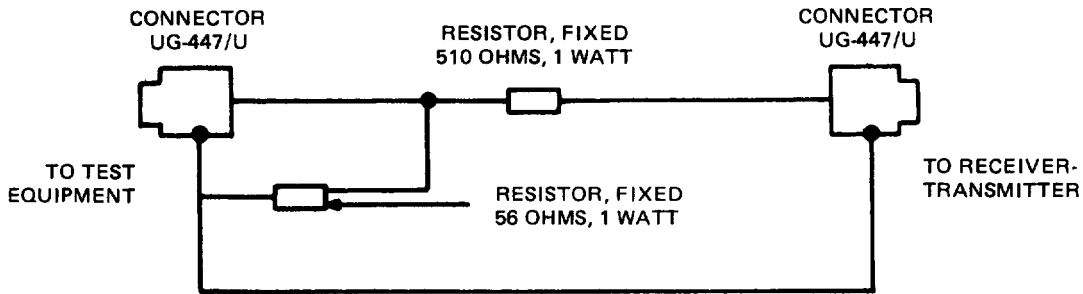 CONNECTOR
UG-447/U
RESISTOR, FIXED
510 OHMS, 1 WATT
CONNECTOR
UG-447/U
TO TEST
EQUIPMENT
RESISTOR, FIXED
56 OHMS, 1 WATT
TO RECEIVER-
TRANSMITTER